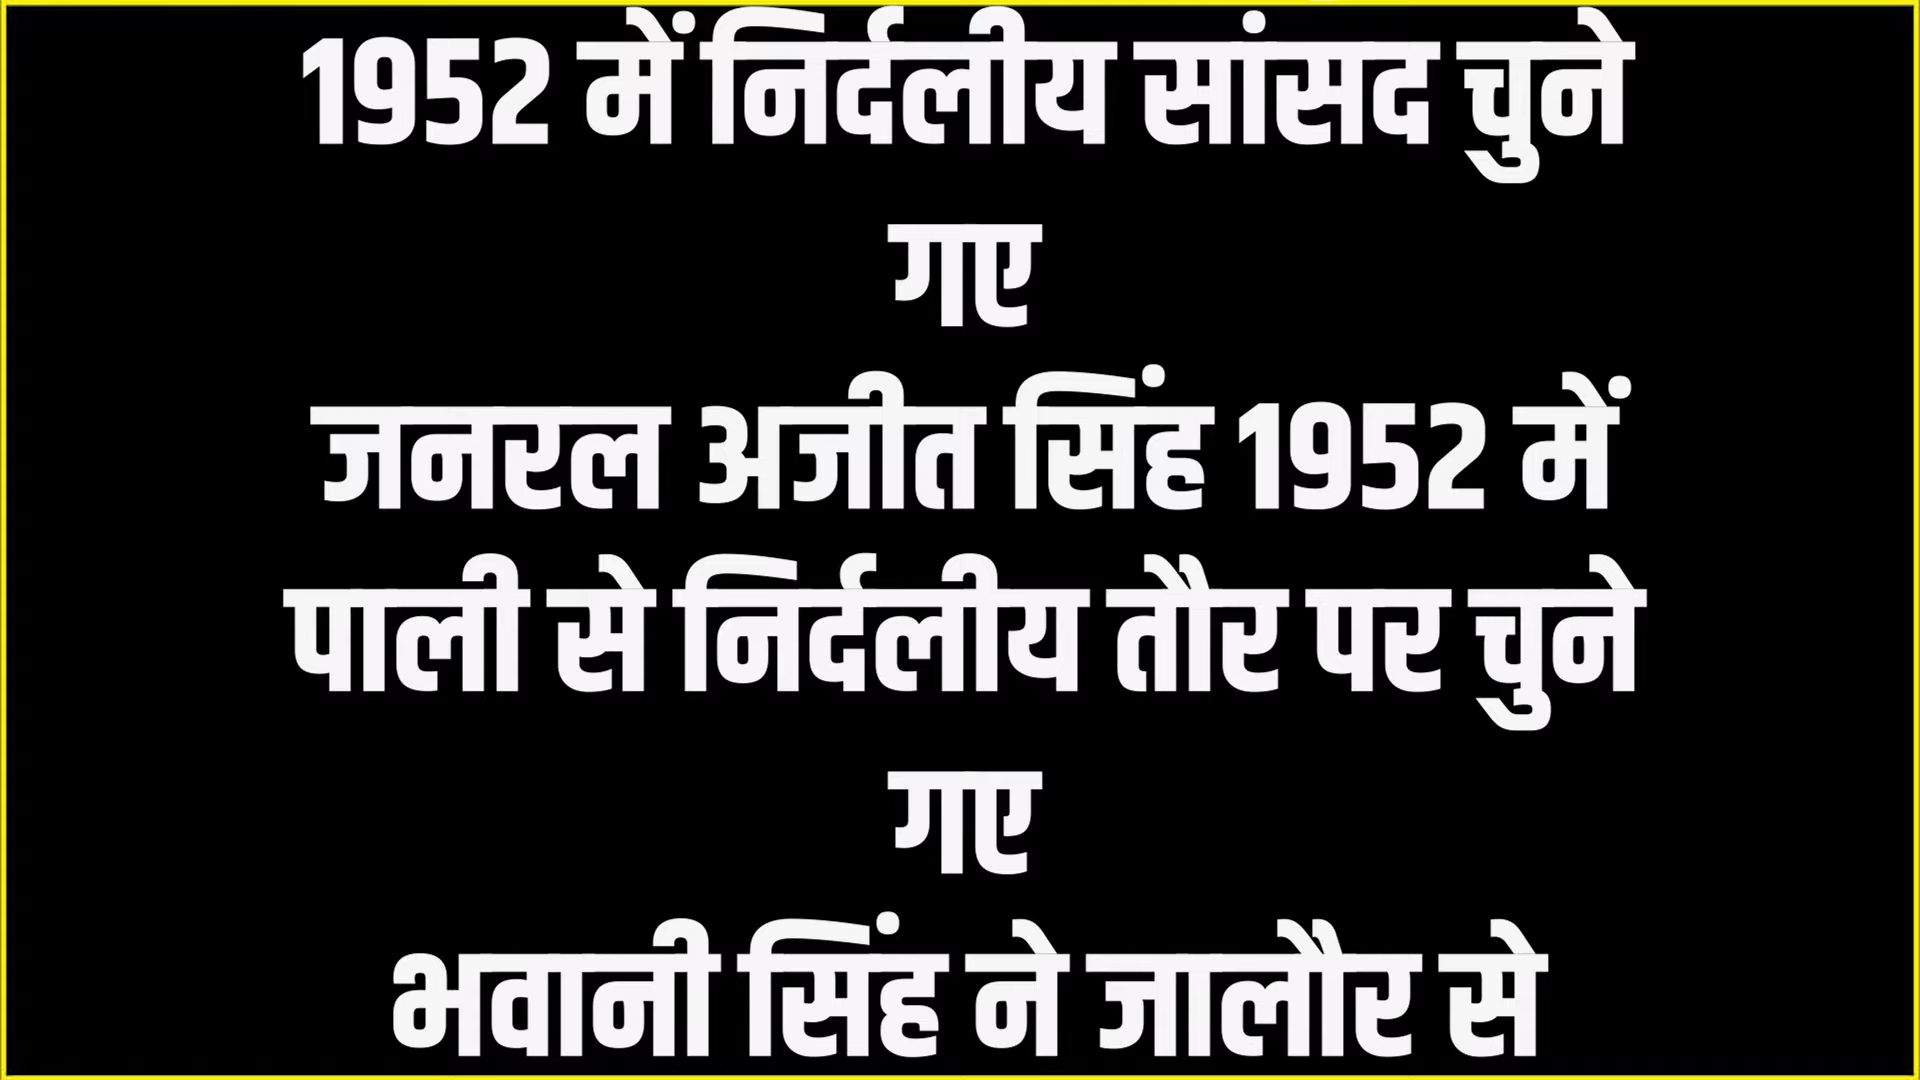 1952 में निर्दलीय सांसद चुने
गए
जनरल अजीत सिंह 1952 में
पाली से निर्दलीय तौर पर चुने
गए
भवानी सिंह ने जालौर से